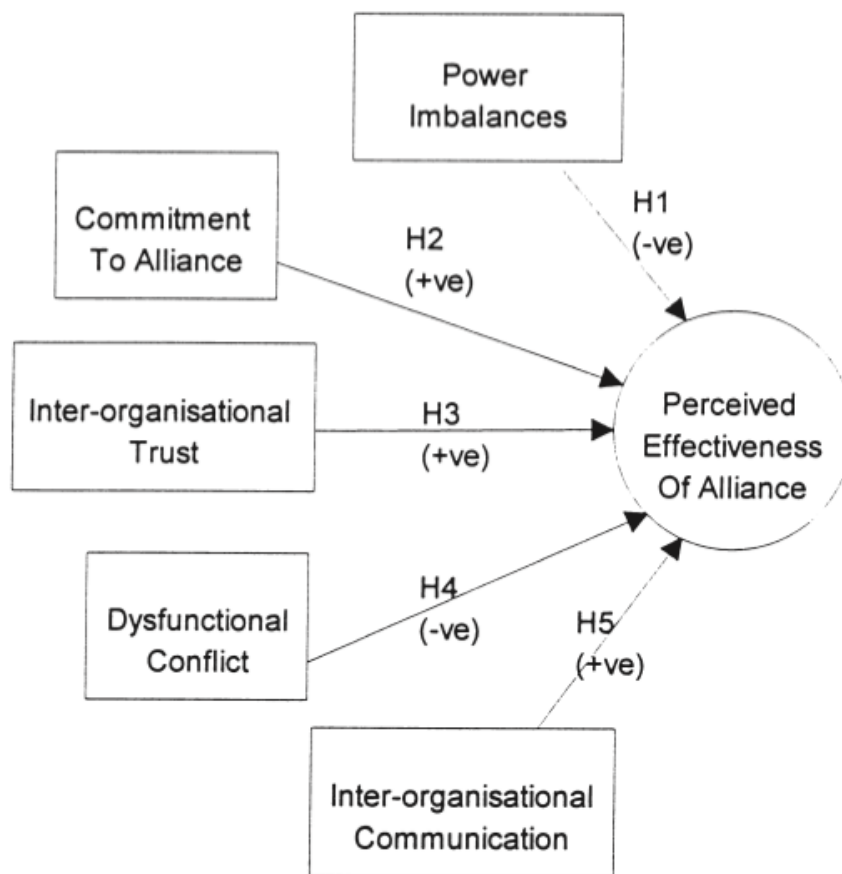 Power
Imbalances
H1
(-ve)
Commitment
To Alliance
H2
(+ve)
Inter-organisational
Trust
H3
(+ve)
Perceived
Effectiveness
Of Alliance
Dysfunctional
Conflict
H4
(-ve)
H5
(+ve)
Inter-organisational
Communication